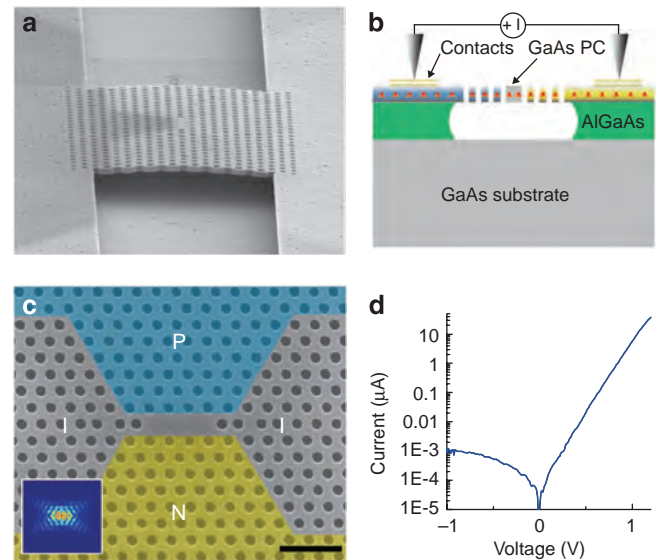 a
b
+ I
Contacts
GaAs PC
AlGaAs
GaAs substrate
c
P
I
I
N
d
Current (μA)
10
1
0.1
0.01
1E-3
1E-4
1E-5
−1
0
1
Voltage (V)